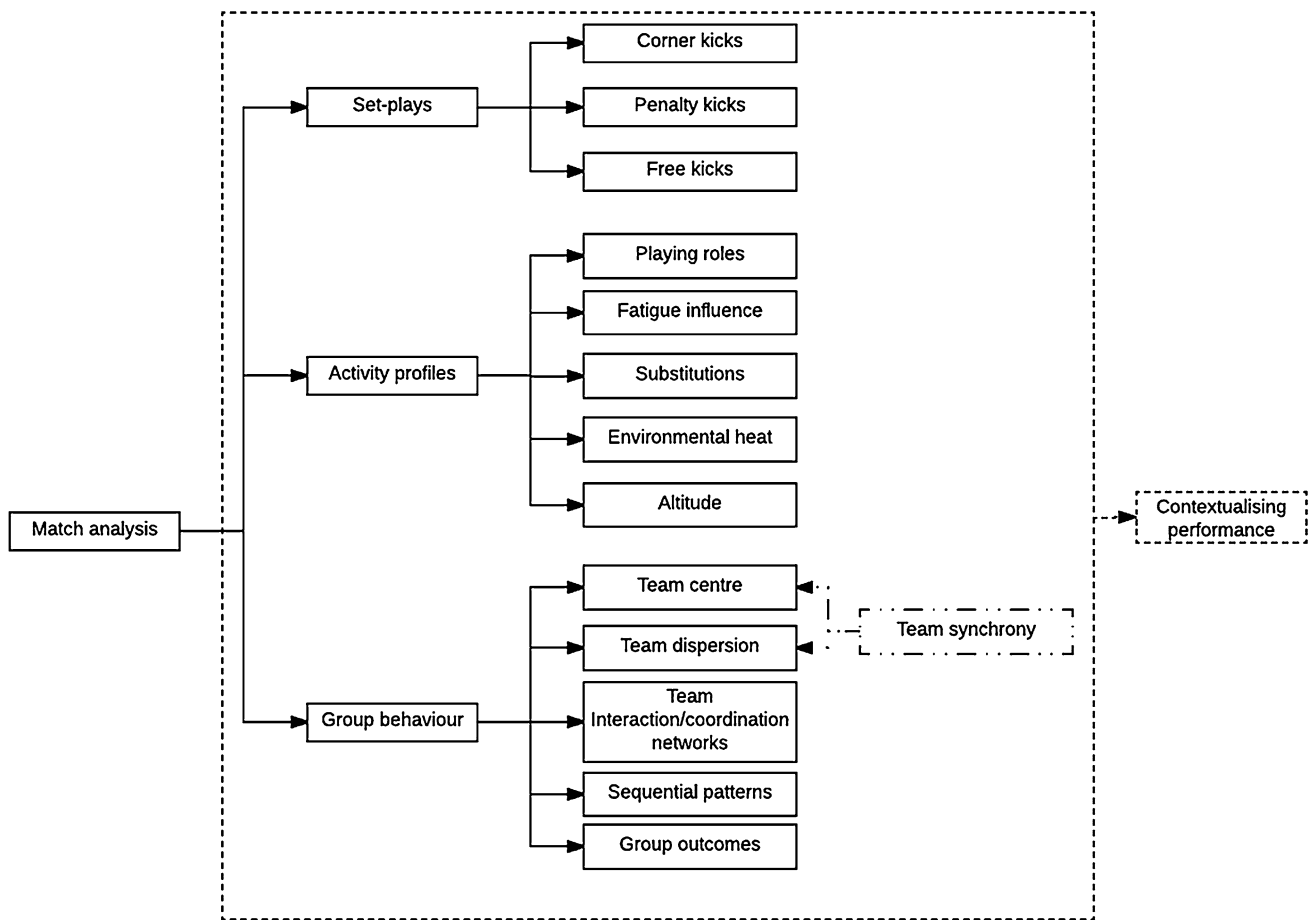 Corner kicks
Set-plays
Penalty kicks
Free kicks
Playing roles
Fatigue influence
Activity profiles
Substitutions
Environmental heat
Altitude
Match analysis
Contextualising
performance
Team centre
Team synchrony
Team dispersion
Group behaviour
Team
Interaction/coordination
networks
Sequential patterns
Group outcomes